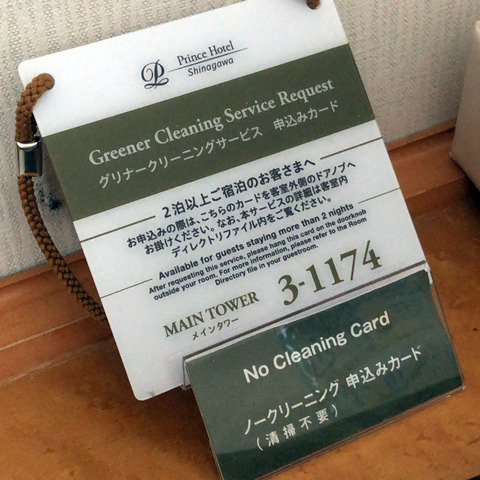 Prince Hotel
Shinagawa
Greener Cleaning Service Request
グリナークリーニングサービス 申込みカード
2泊以上ご宿泊のお客さまへ
お申込みの際は、こちらのカードを客室外側のドアノブへ
お掛けください。なお、本サービスの詳細は客室内
ディレクトリファイル内をご覧ください。
Available for guests staying more than 2 nights
After requesting this service, please hang this card on the doorknob
outside your room. For more information, please refer to the Room
Directory file in your guestroom.
MAIN TOWER 3-1174
メインタワー
No Cleaning Card
ノークリーニング 申込みカード
(清掃不要)